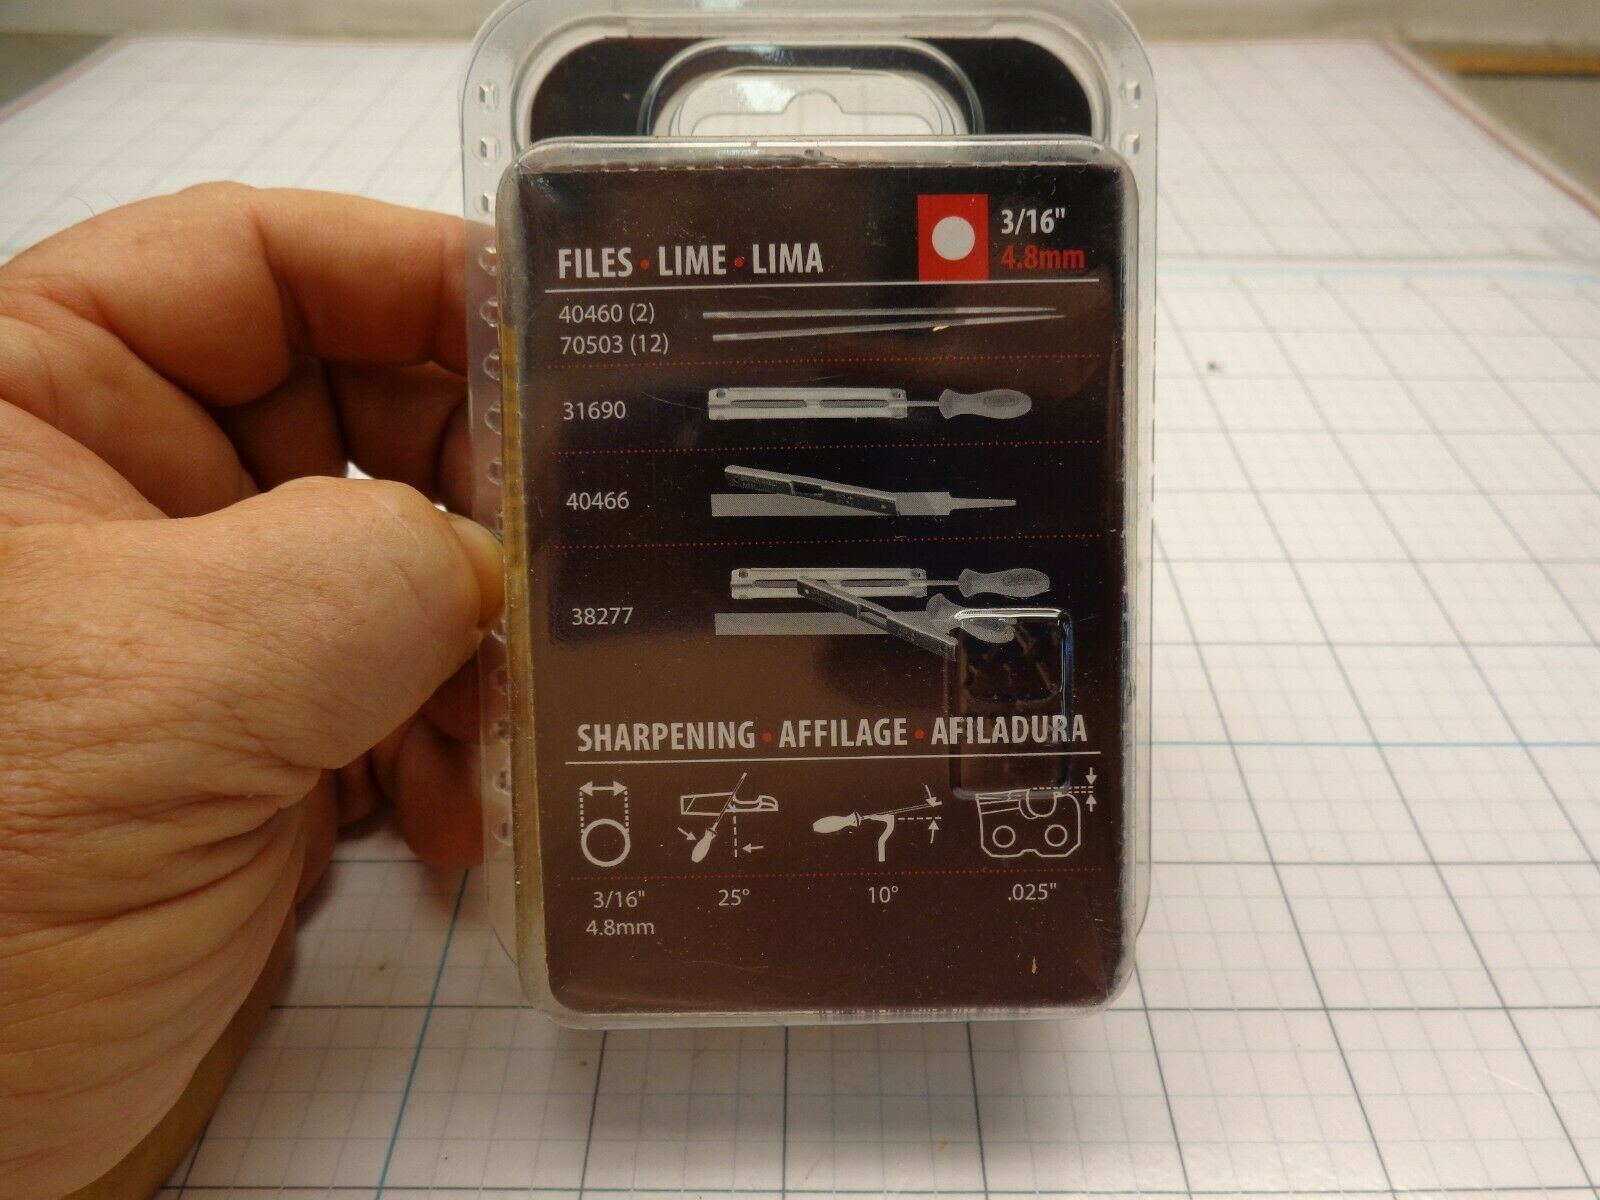 3/16"
4.8mm
FILES • LIME • LIMA
40460 (2)
70503 (12)
31690
40466
38277
SHARPENING • AFFILAGE • AFILADURA
3/16" 25° 10° .025"
4.8mm